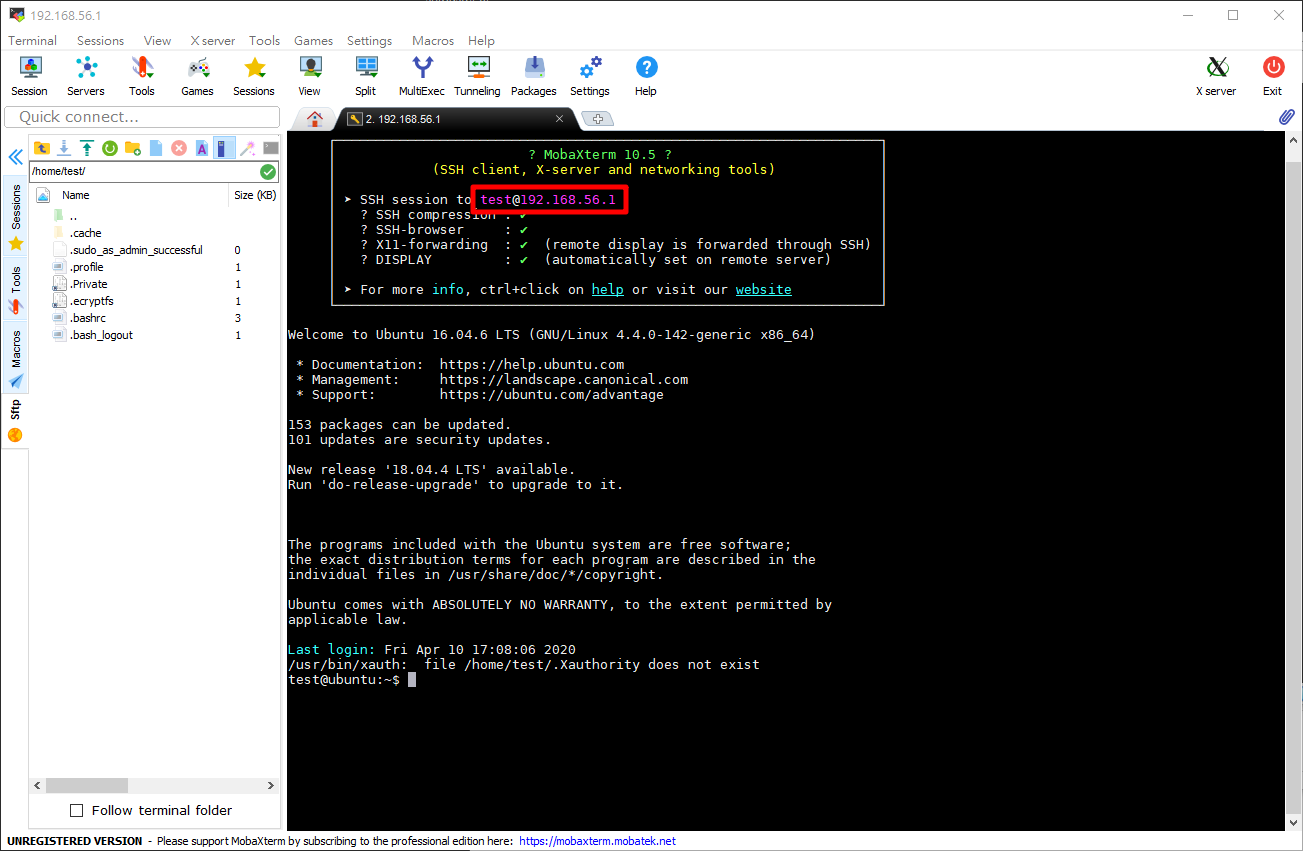 192.168.56.1
Terminal Sessions View X server Tools Games Settings Macros Help
Session Servers Tools Games Sessions View Split MultiExec Tunneling Packages Settings Help X server Exit
Quick connect...
2. 192.168.56.1
/home/test/
Name Size (KB)
..
.cache
.sudo_as_admin_successful 0
.profile 1
.Private 1
.ecryptfs 1
.bashrc 3
.bash_logout 1
Sessions
Tools
Macros
Sftp
Follow terminal folder
? MobaXterm 10.5 ?
(SSH client, X-server and networking tools)
➤ SSH session to test@192.168.56.1
? SSH compression : ✔
? SSH-browser : ✔
? X11-forwarding : ✔ (remote display is forwarded through SSH)
? DISPLAY : ✔ (automatically set on remote server)
➤ For more info, ctrl+click on help or visit our website
Welcome to Ubuntu 16.04.6 LTS (GNU/Linux 4.4.0-142-generic x86_64)
* Documentation: https://help.ubuntu.com
* Management: https://landscape.canonical.com
* Support: https://ubuntu.com/advantage
153 packages can be updated.
101 updates are security updates.
New release '18.04.4 LTS' available.
Run 'do-release-upgrade' to upgrade to it.
The programs included with the Ubuntu system are free software;
the exact distribution terms for each program are described in the
individual files in /usr/share/doc/*/copyright.
Ubuntu comes with ABSOLUTELY NO WARRANTY, to the extent permitted by
applicable law.
Last login: Fri Apr 10 17:08:06 2020
/usr/bin/xauth: file /home/test/.Xauthority does not exist
test@ubuntu:~$
UNREGISTERED VERSION - Please support MobaXterm by subscribing to the professional edition here: https://mobaxterm.mobatek.net